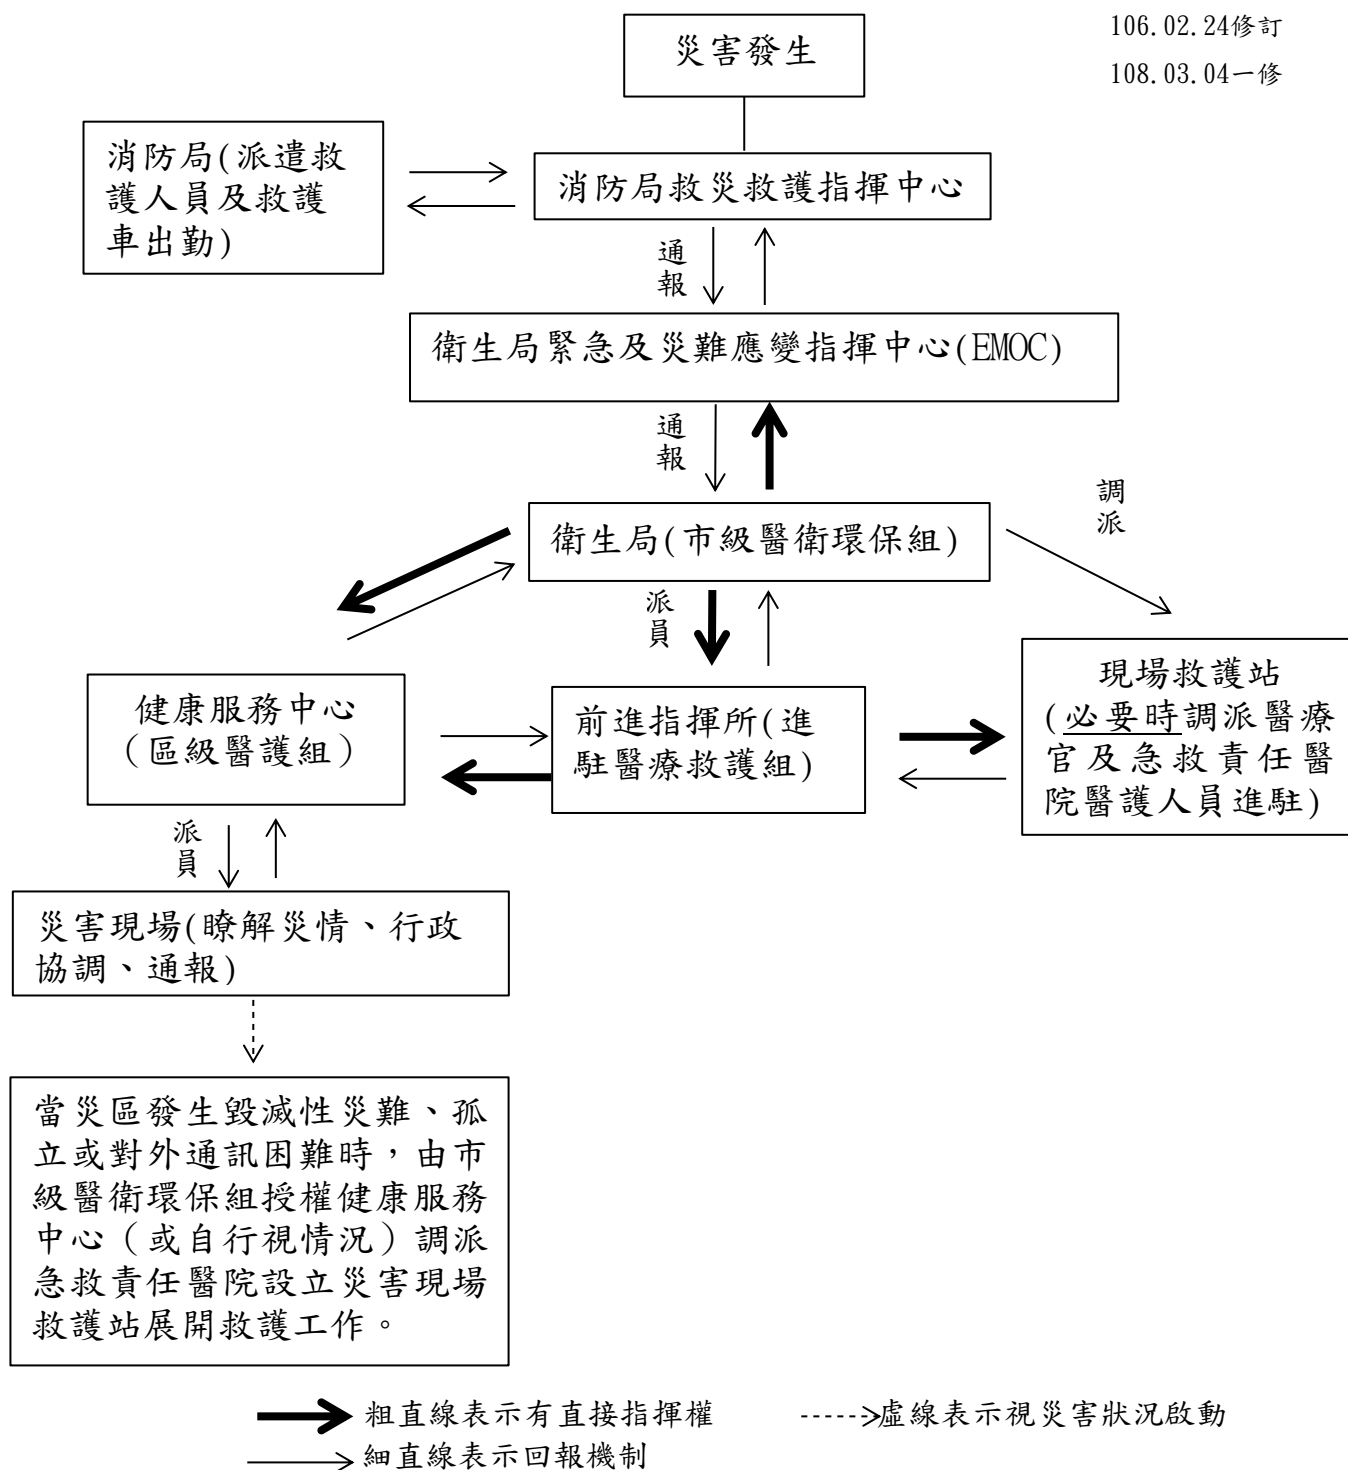 106.02.24修訂
108.03.04一修
災害發生
消防局(派遣救
護人員及救護
車出勤)
消防局救災救護指揮中心
通
報
衛生局緊急及災難應變指揮中心(EMOC)
通
報
調
派
衛生局(市級醫衛環保組)
派
員
健康服務中心
(區級醫護組)
前進指揮所(進
駐醫療救護組)
現場救護站
(必要時調派醫療
官及急救責任醫
院醫護人員進駐)
派
員
災害現場(瞭解災情、行政
協調、通報)
當災區發生毀滅性災難、孤
立或對外通訊困難時，由市
級醫衛環保組授權健康服務
中心（或自行視情況）調派
急救責任醫院設立災害現場
救護站展開救護工作。
粗直線表示有直接指揮權
虛線表示視災害狀況啟動
細直線表示回報機制